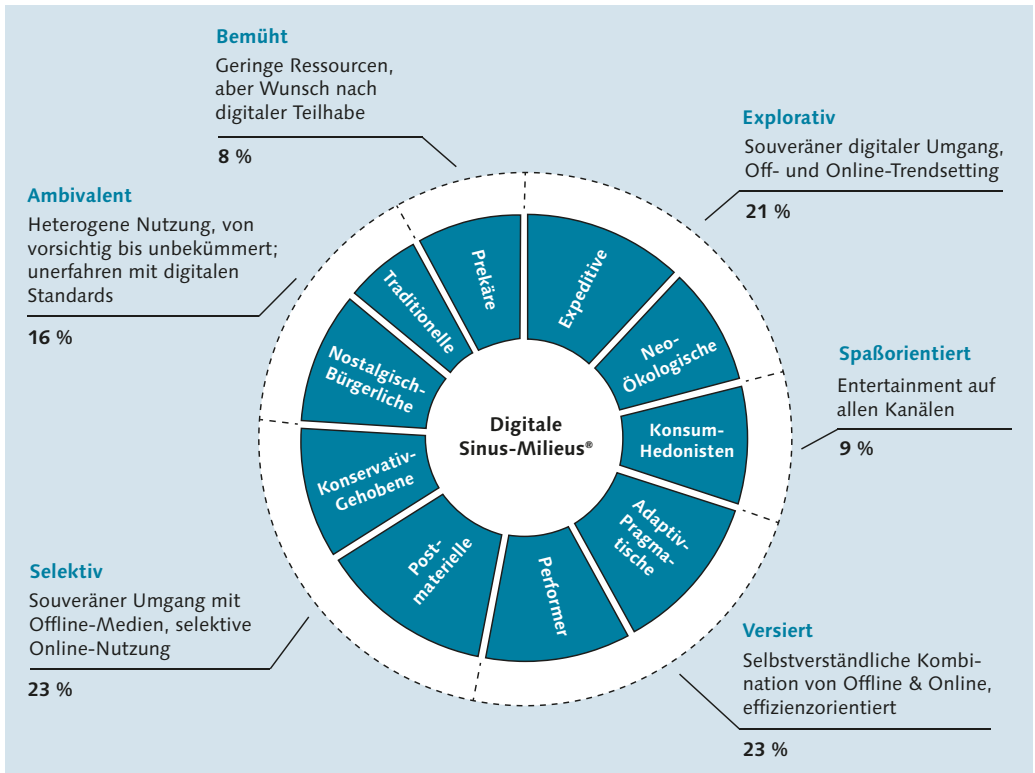 Bemüht
Geringe Ressourcen,
aber Wunsch nach
digitaler Teilhabe
8 %
Explorativ
Souveräner digitaler Umgang,
Off- und Online-Trendsetting
21 %
Ambivalent
Heterogene Nutzung, von
vorsichtig bis unbekümmert;
unerfahren mit digitalen
Standards
16 %
Spaßorientiert
Entertainment auf
allen Kanälen
9 %
Selektiv
Souveräner Umgang mit
Offline-Medien, selektive
Online-Nutzung
23 %
Versiert
Selbstverständliche Kombi-
nation von Offline & Online,
effizienzorientiert
23 %
Digitale
Sinus-Milieus®
Expeditive
Neo-
Ökologische
Konsum-
Hedonisten
Adaptiv-
Pragma-
tische
Performer
Post-
materielle
Konservativ-
Gehobene
Nostalgisch-
Bürgerliche
Traditionelle
Prekäre